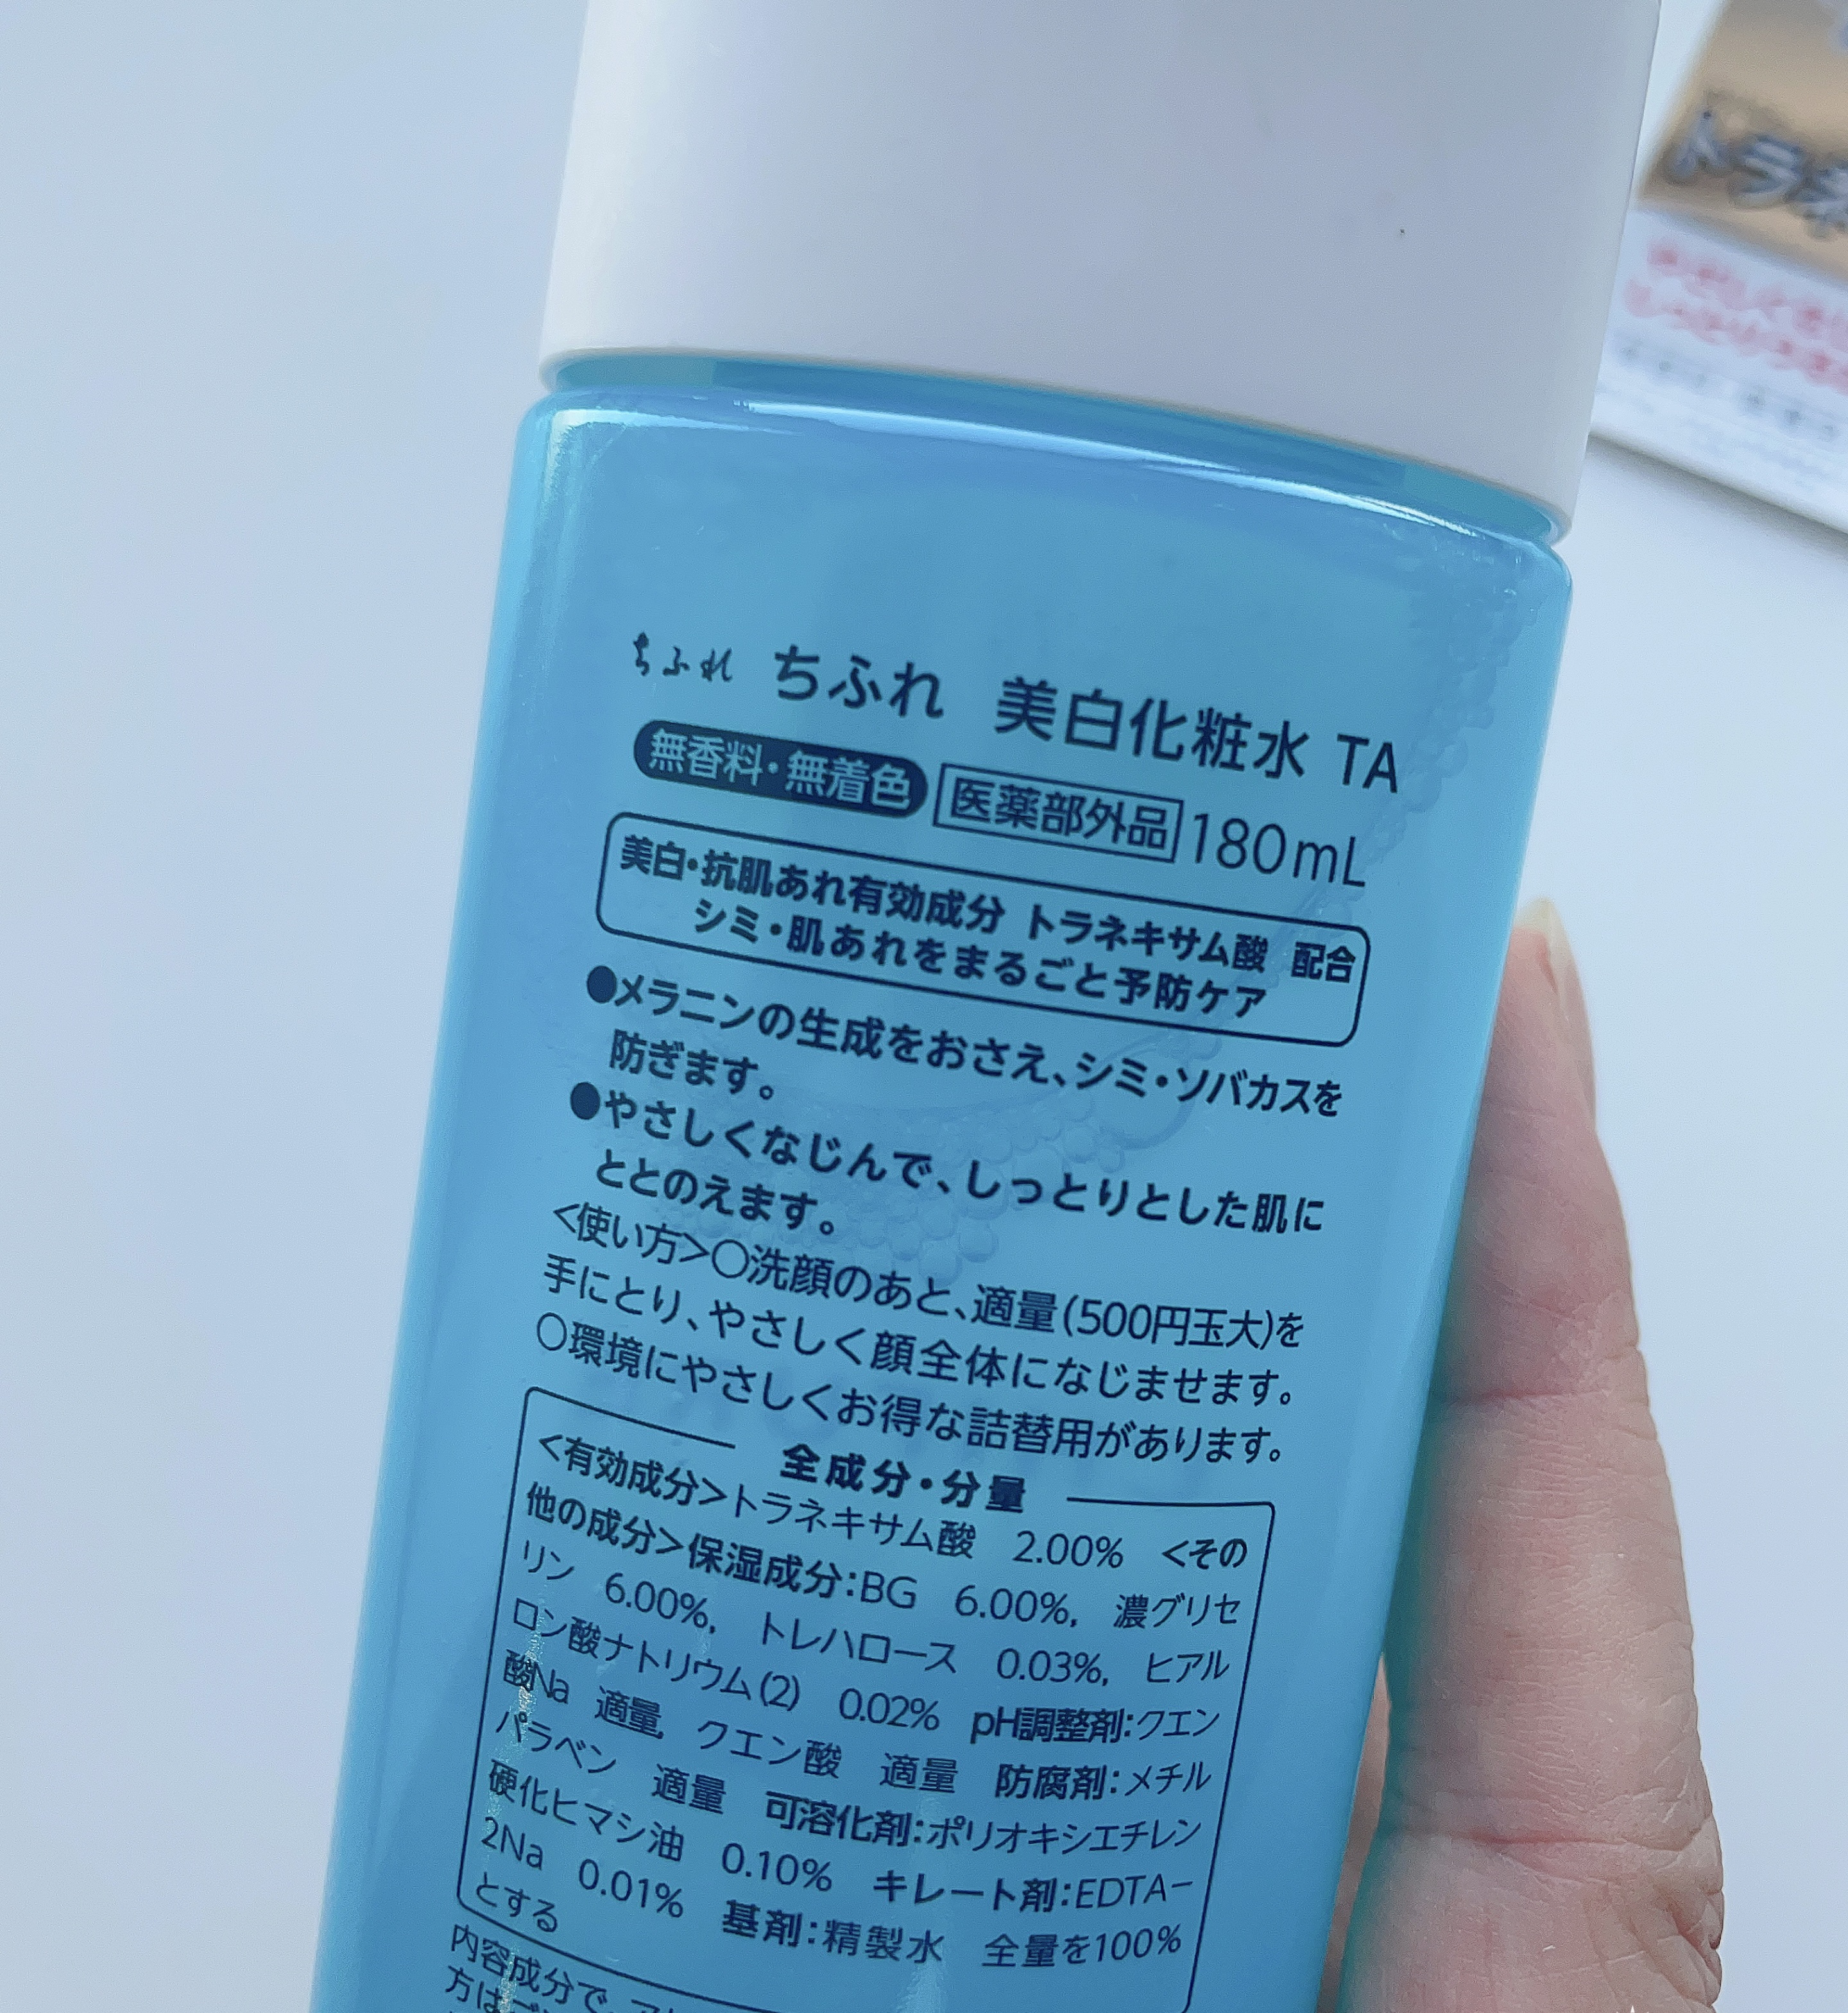 トラネ
ちふれ ちふれ 美白化粧水 TA
無香料・無着色 医薬部外品 180mL
美白・抗肌あれ有効成分 トラネキサム酸 配合
シミ・肌あれをまるごと予防ケア
●メラニンの生成をおさえ、シミ・ソバカスを
防ぎます。
●やさしくなじんで、しっとりとした肌に
ととのえます。
<使い方>○洗顔のあと、適量(500円玉大)を
手にとり、やさしく顔全体になじませます。
○環境にやさしくお得な詰替用があります。
全成分・分量
<有効成分>トラネキサム酸 2.00% <その
他の成分>保湿成分:BG 6.00%, 濃グリセ
リン 6.00%, トレハロース 0.03%, ヒアル
ロン酸ナトリウム(2) 0.02% pH調整剤:クエン
酸Na 適量, クエン酸 適量 防腐剤:メチル
パラベン 適量 可溶化剤:ポリオキシエチレン
硬化ヒマシ油 0.10% キレート剤:EDTA−
2Na 0.01% 基剤:精製水 全量を100%
とする
内容成分で、
方は